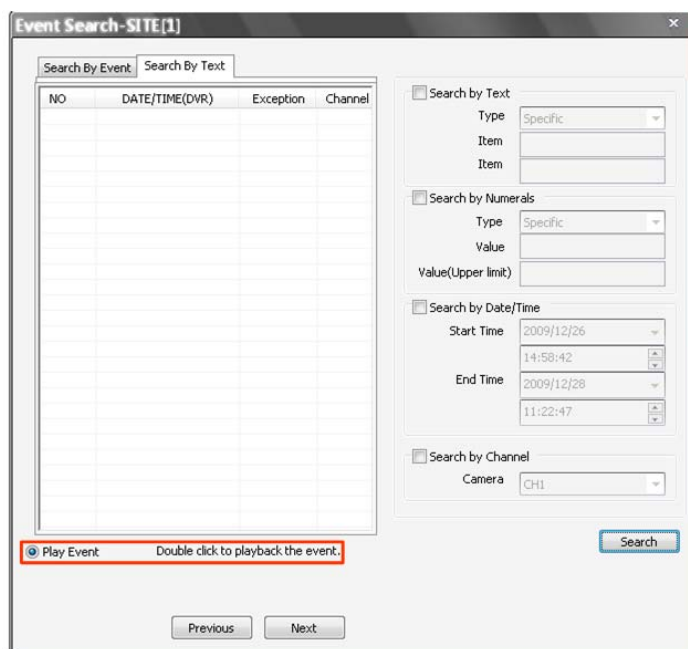 Event Search-SITE[1]
Search By Event Search By Text
NO DATE/TIME(DVR) Exception Channel
Search by Text
Type Specific
Item
Item
Search by Numerals
Type Specific
Value
Value(Upper limit)
Search by Date/Time
Start Time 2009/12/26
14:58:42
End Time 2009/12/28
11:22:47
Search by Channel
Camera CH1
Search
Play Event Double click to playback the event.
Previous Next